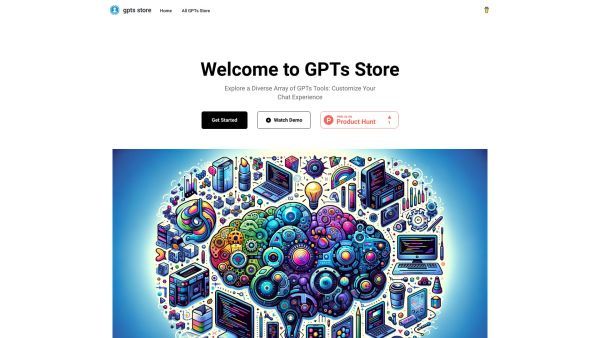 gpts store
Home
All GPTs Store
Welcome to GPTs Store
Explore a Diverse Array of GPTs Tools: Customize Your
Chat Experience
Get Started
Watch Demo
FIND US ON
Product Hunt
1